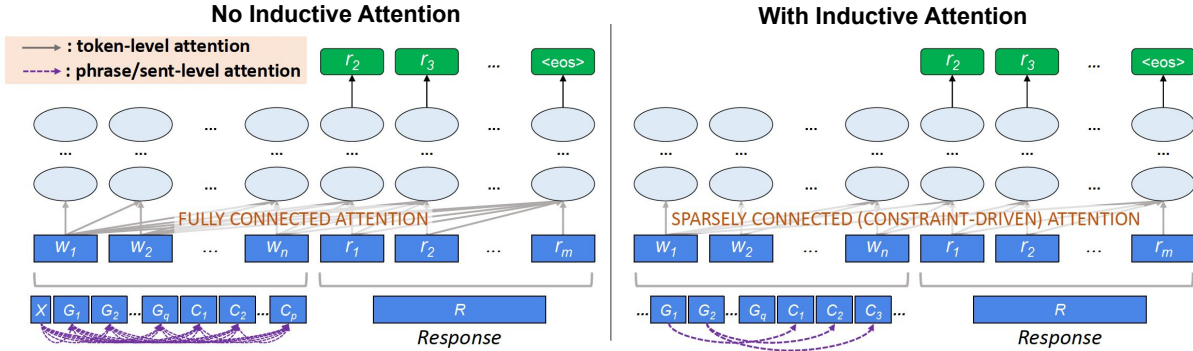 No Inductive Attention
: token-level attention
: phrase/sent-level attention
r2 r3 ... <eos>
... ...
... ...
... ...
FULLY CONNECTED ATTENTION
w1 w2 ... wn r1 r2 ... rm
X G1 G2 ... Gq C1 C2 ... Cp R
Response
With Inductive Attention
r2 r3 ... <eos>
... ...
... ...
... ...
SPARSELY CONNECTED (CONSTRAINT-DRIVEN) ATTENTION
w1 w2 ... wn r1 r2 ... rm
... G1 G2 ... Gq C1 C2 C3 ... R
Response